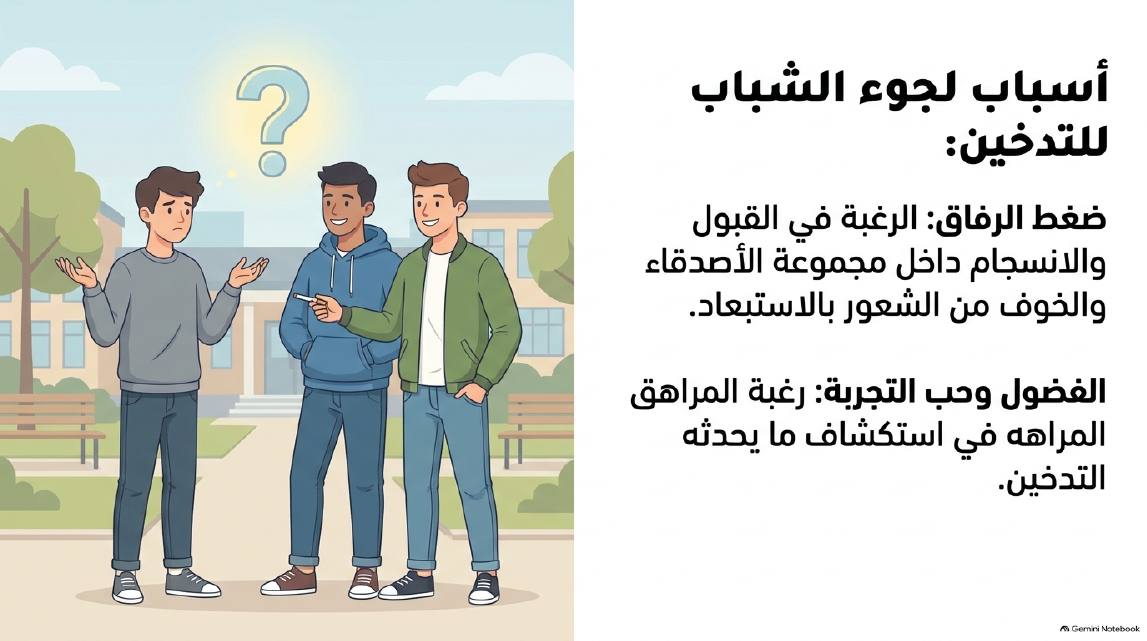 أسباب لجوء الشباب
للتدخين:
ضغط الرفاق: الرغبة في القبول
والانسجام داخل مجموعة الأصدقاء
والخوف من الشعور بالاستبعاد.
الفضول وحب التجربة: رغبة المراهق
المراهه في استكشاف ما يحدثه
التدخين.
?
Gemini Notebook